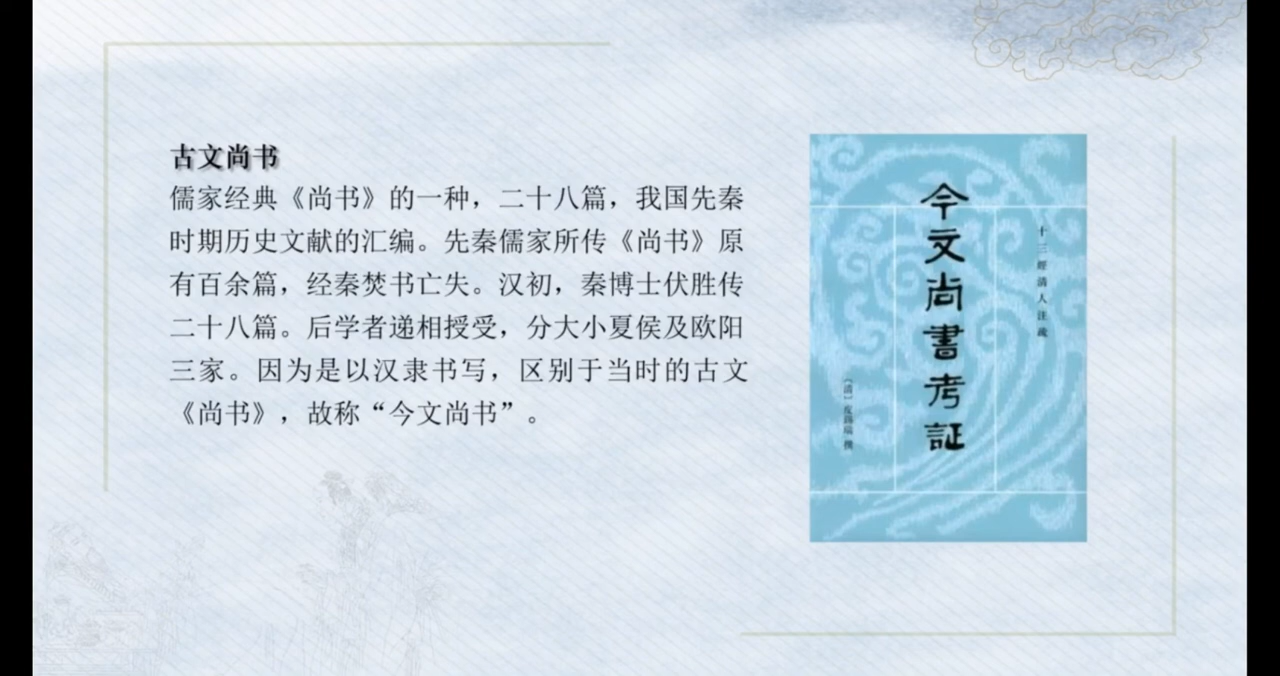 古文尚书
儒家经典《尚书》的一种，二十八篇，我国先秦
时期历史文献的汇编。先秦儒家所传《尚书》原
有百余篇，经秦焚书亡失。汉初，秦博士伏胜传
二十八篇。后学者递相授受，分大小夏侯及欧阳
三家。因为是以汉隶书写，区别于当时的古文
《尚书》，故称“今文尚书”。
十三經清人注疏
今文尚書考証
〔清〕皮錫瑞 撰